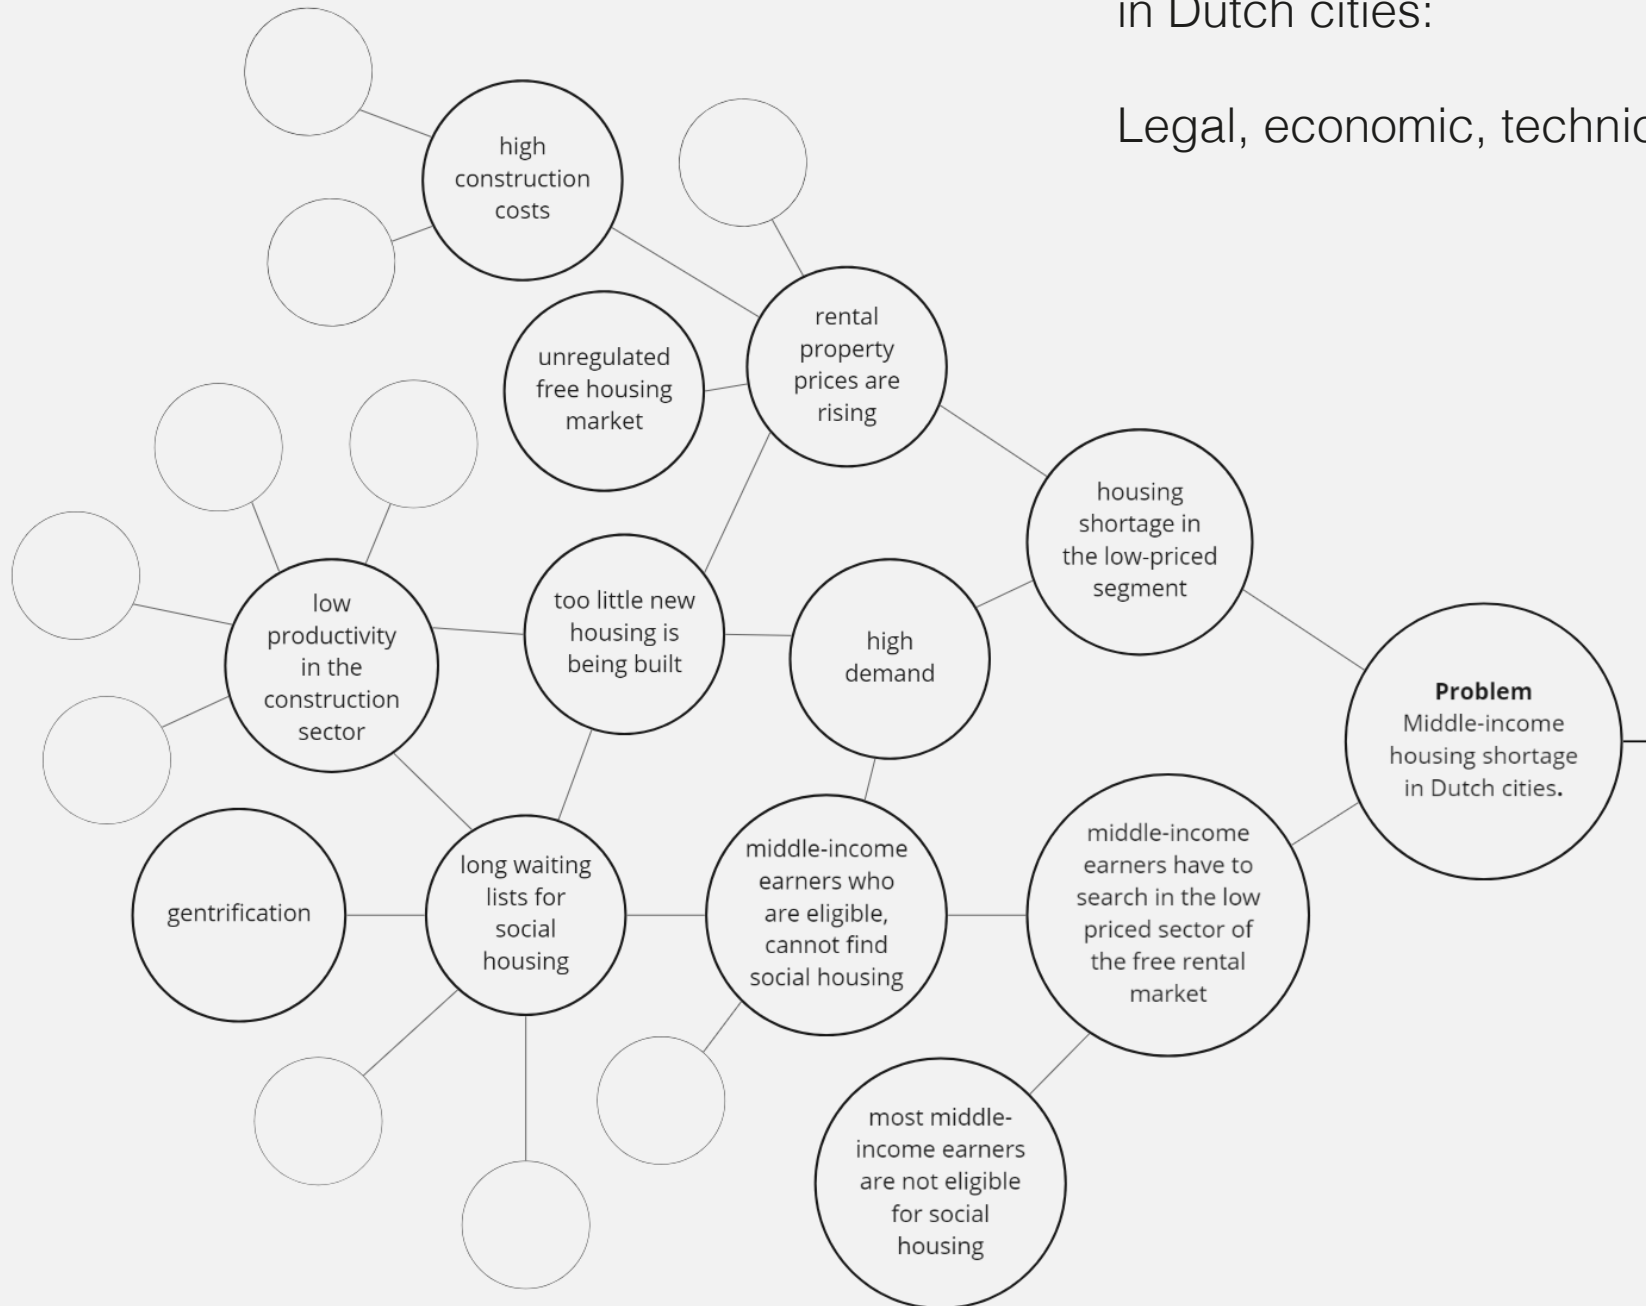 in Dutch cities:
Legal, economic, technic
high
construction
costs
rental
property
prices are
rising
unregulated
free housing
market
housing
shortage in
the low-priced
segment
low
productivity
in the
construction
sector
too little new
housing is
being built
high
demand
Problem
Middle-income
housing shortage
in Dutch cities.
gentrification
long waiting
lists for
social
housing
middle-income
earners who
are eligible,
cannot find
social housing
middle-income
earners have to
search in the low
priced sector of
the free rental
market
most middle-
income earners
are not eligible
for social
housing